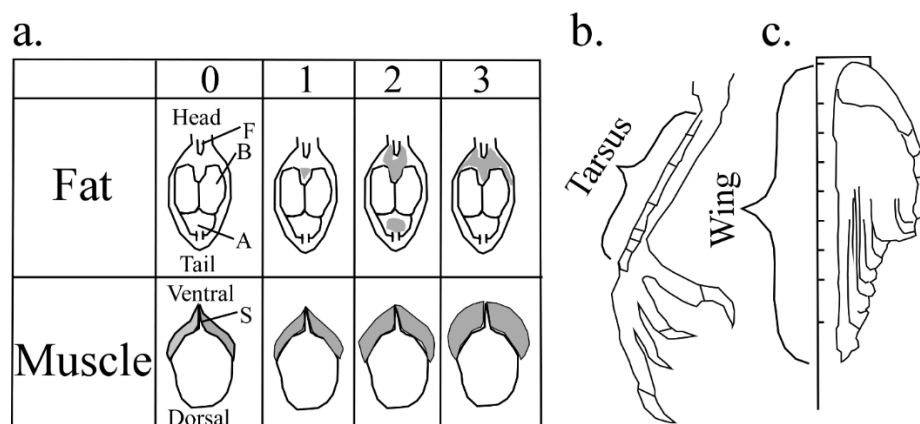 a.
0 1 2 3
Fat
Head
F
B
A
Tail
Muscle
Ventral
S
Dorsal
b.
Tarsus
c.
Wing